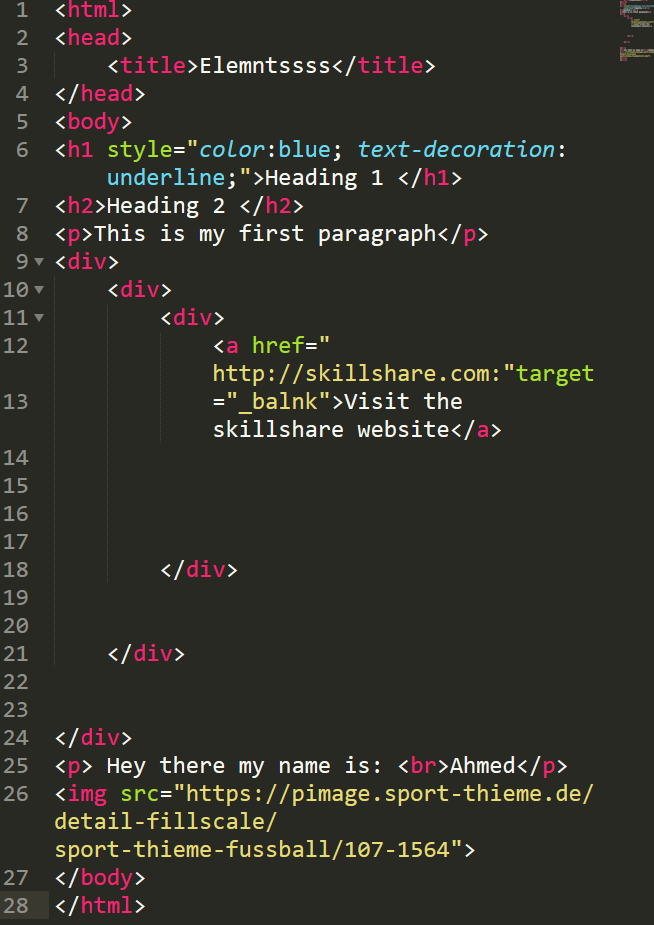 1 <html>
2 <head>
3 <title>Elemntssss</title>
4 </head>
5 <body>
6 <h1 style="color:blue; text-decoration:
underline;">Heading 1 </h1>
7 <h2>Heading 2 </h2>
8 <p>This is my first paragraph</p>
9 <div>
10 <div>
11 <div>
12 <a href="
http://skillshare.com:"target
13 ="_balnk">Visit the
skillshare website</a>
14
15
16
17
18 </div>
19
20
21 </div>
22
23
24 </div>
25 <p> Hey there my name is: <br>Ahmed</p>
26 <img src="https://pimage.sport-thieme.de/
detail-fillscale/
sport-thieme-fussball/107-1564">
27 </body>
28 </html>